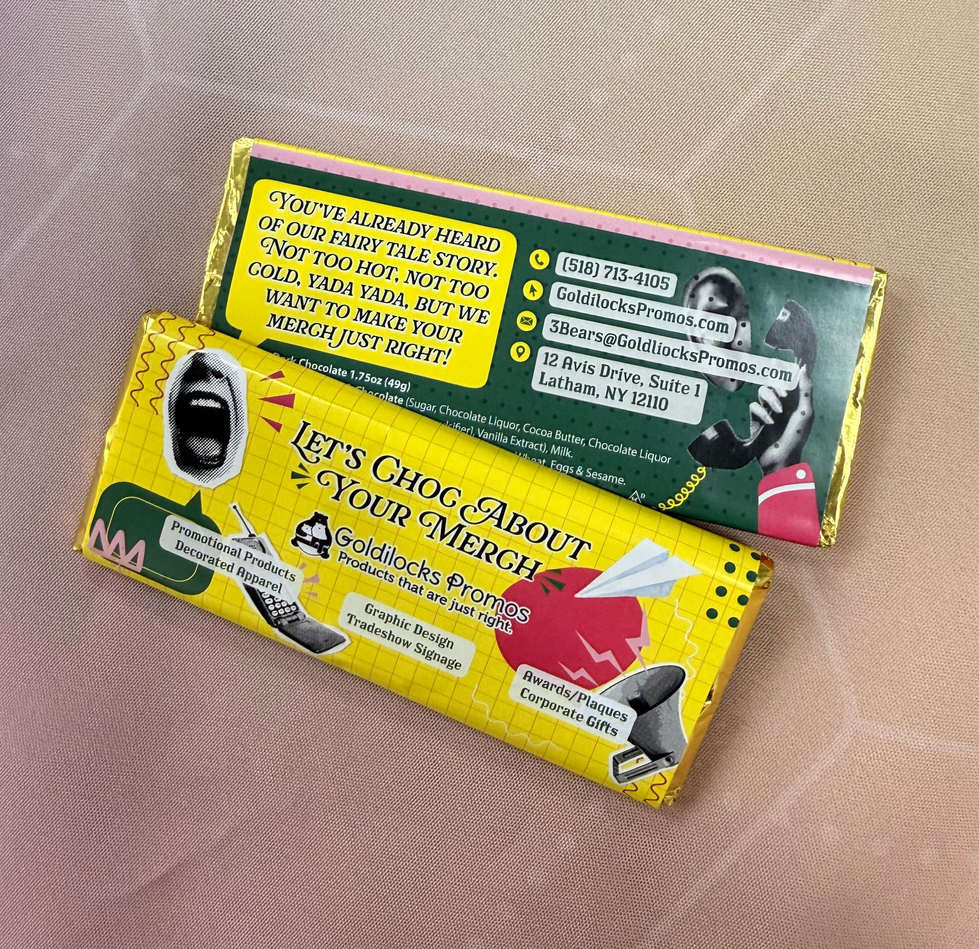 YOU'VE ALREADY HEARD
OF OUR FAIRY TALE STORY.
NOT TOO HOT, NOT TOO
COLD, YADA YADA, BUT WE
WANT TO MAKE YOUR
MERCH JUST RIGHT!
(518) 713-4105
GoldilocksPromos.com
3Bears@GoldliocksPromos.com
12 Avis Drive, Suite 1
Latham, NY 12110
Dark Chocolate 1.75oz (49g)
Chocolate (Sugar, Chocolate Liquor, Cocoa Butter, Chocolate Liquor
Vanilla Extract), Milk.
Wheat, Eggs & Sesame.
LET'S CHOC ABOUT
YOUR MERCH
Goldilocks Promos
Products that are just right.
Promotional Products
Decorated Apparel
Graphic Design
Tradeshow Signage
Awards/Plaques
Corporate Gifts